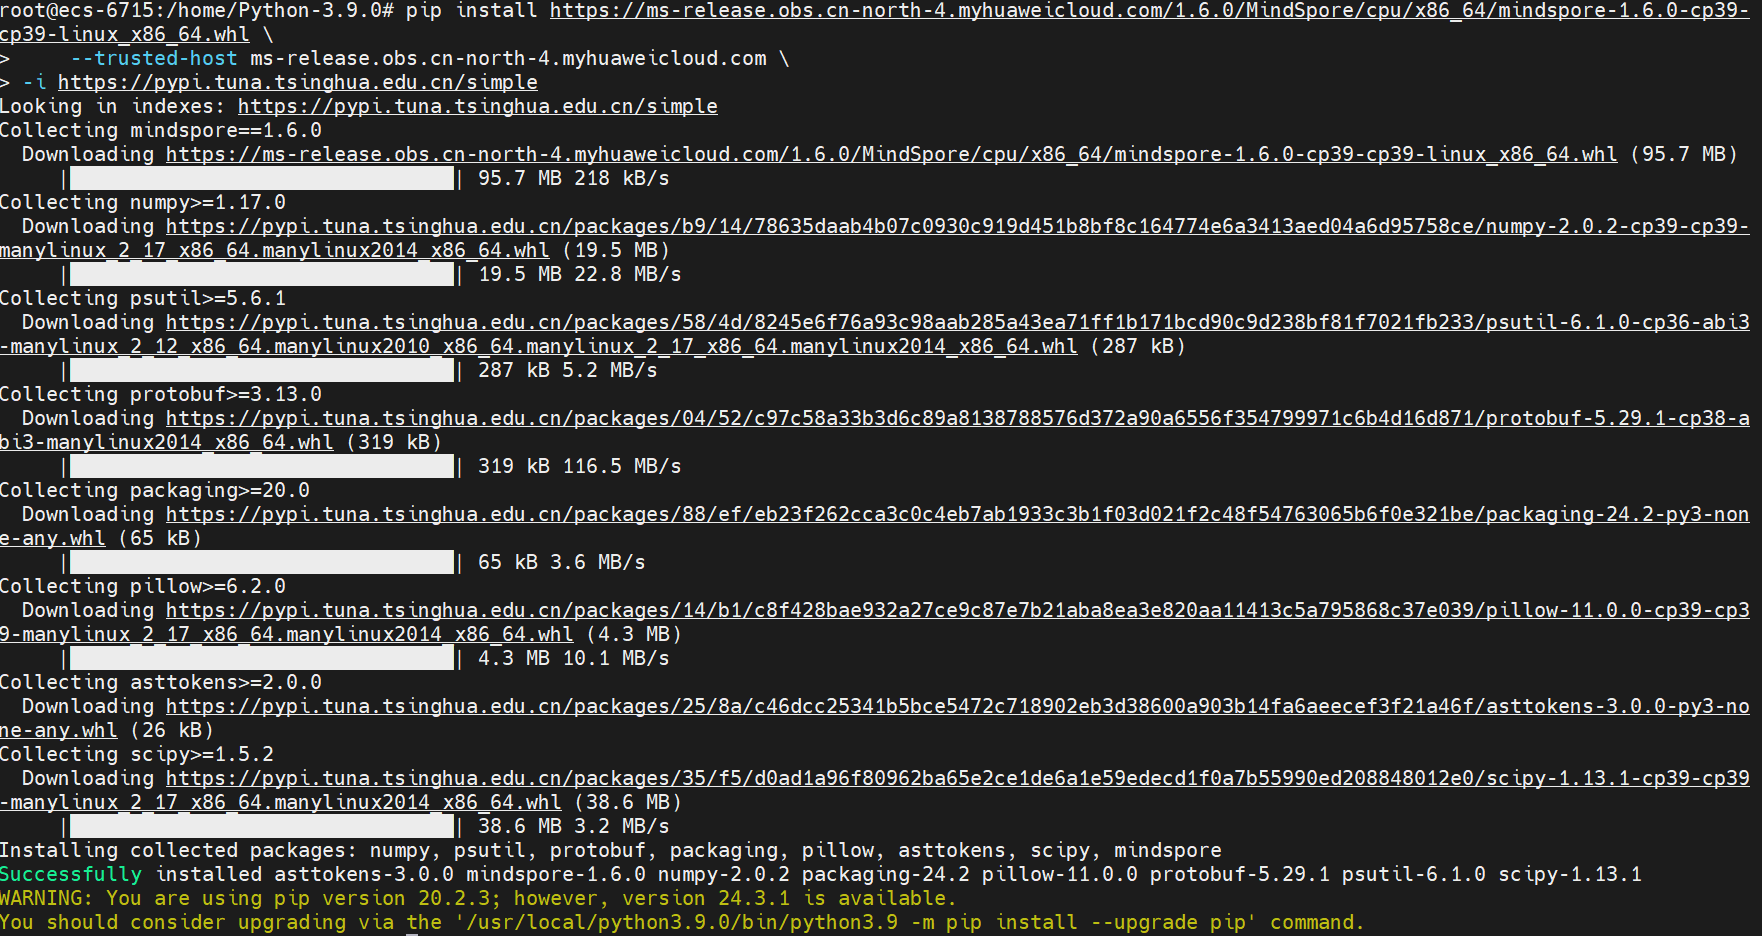 root@ecs-6715:/home/Python-3.9.0# pip install https://ms-release.obs.cn-north-4.myhuaweicloud.com/1.6.0/MindSpore/cpu/x86_64/mindspore-1.6.0-cp39-
cp39-linux_x86_64.whl \
>     --trusted-host ms-release.obs.cn-north-4.myhuaweicloud.com \
> -i https://pypi.tuna.tsinghua.edu.cn/simple
Looking in indexes: https://pypi.tuna.tsinghua.edu.cn/simple
Collecting mindspore==1.6.0
  Downloading https://ms-release.obs.cn-north-4.myhuaweicloud.com/1.6.0/MindSpore/cpu/x86_64/mindspore-1.6.0-cp39-cp39-linux_x86_64.whl (95.7 MB)
     |                                | 95.7 MB 218 kB/s
Collecting numpy>=1.17.0
  Downloading https://pypi.tuna.tsinghua.edu.cn/packages/b9/14/78635daab4b07c0930c919d451b8bf8c164774e6a3413aed04a6d95758ce/numpy-2.0.2-cp39-cp39-
manylinux_2_17_x86_64.manylinux2014_x86_64.whl (19.5 MB)
     |                                | 19.5 MB 22.8 MB/s
Collecting psutil>=5.6.1
  Downloading https://pypi.tuna.tsinghua.edu.cn/packages/58/4d/8245e6f76a93c98aab285a43ea71ff1b171bcd90c9d238bf81f7021fb233/psutil-6.1.0-cp36-abi3
-manylinux_2_12_x86_64.manylinux2010_x86_64.manylinux_2_17_x86_64.manylinux2014_x86_64.whl (287 kB)
     |                                | 287 kB 5.2 MB/s
Collecting protobuf>=3.13.0
  Downloading https://pypi.tuna.tsinghua.edu.cn/packages/04/52/c97c58a33b3d6c89a8138788576d372a90a6556f354799971c6b4d16d871/protobuf-5.29.1-cp38-a
bi3-manylinux2014_x86_64.whl (319 kB)
     |                                | 319 kB 116.5 MB/s
Collecting packaging>=20.0
  Downloading https://pypi.tuna.tsinghua.edu.cn/packages/88/ef/eb23f262cca3c0c4eb7ab1933c3b1f03d021f2c48f54763065b6f0e321be/packaging-24.2-py3-non
e-any.whl (65 kB)
     |                                | 65 kB 3.6 MB/s
Collecting pillow>=6.2.0
  Downloading https://pypi.tuna.tsinghua.edu.cn/packages/14/b1/c8f428bae932a27ce9c87e7b21aba8ea3e820aa11413c5a795868c37e039/pillow-11.0.0-cp39-cp3
9-manylinux_2_17_x86_64.manylinux2014_x86_64.whl (4.3 MB)
     |                                | 4.3 MB 10.1 MB/s
Collecting asttokens>=2.0.0
  Downloading https://pypi.tuna.tsinghua.edu.cn/packages/25/8a/c46dcc25341b5bce5472c718902eb3d38600a903b14fa6aeecef3f21a46f/asttokens-3.0.0-py3-no
ne-any.whl (26 kB)
Collecting scipy>=1.5.2
  Downloading https://pypi.tuna.tsinghua.edu.cn/packages/35/f5/d0ad1a96f80962ba65e2ce1de6a1e59edecd1f0a7b55990ed208848012e0/scipy-1.13.1-cp39-cp39
-manylinux_2_17_x86_64.manylinux2014_x86_64.whl (38.6 MB)
     |                                | 38.6 MB 3.2 MB/s
Installing collected packages: numpy, psutil, protobuf, packaging, pillow, asttokens, scipy, mindspore
Successfully installed asttokens-3.0.0 mindspore-1.6.0 numpy-2.0.2 packaging-24.2 pillow-11.0.0 protobuf-5.29.1 psutil-6.1.0 scipy-1.13.1
WARNING: You are using pip version 20.2.3; however, version 24.3.1 is available.
You should consider upgrading via the '/usr/local/python3.9.0/bin/python3.9 -m pip install --upgrade pip' command.